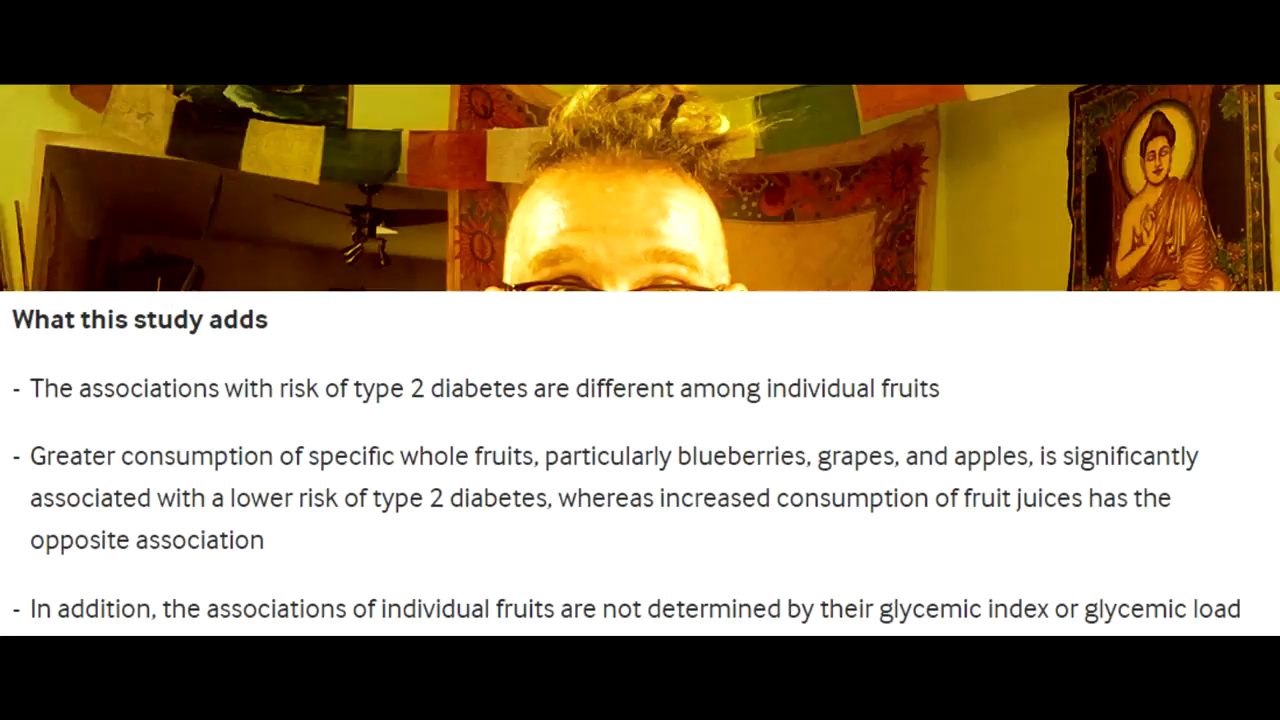 What this study adds
- The associations with risk of type 2 diabetes are different among individual fruits
- Greater consumption of specific whole fruits, particularly blueberries, grapes, and apples, is significantly
associated with a lower risk of type 2 diabetes, whereas increased consumption of fruit juices has the
opposite association
- In addition, the associations of individual fruits are not determined by their glycemic index or glycemic load